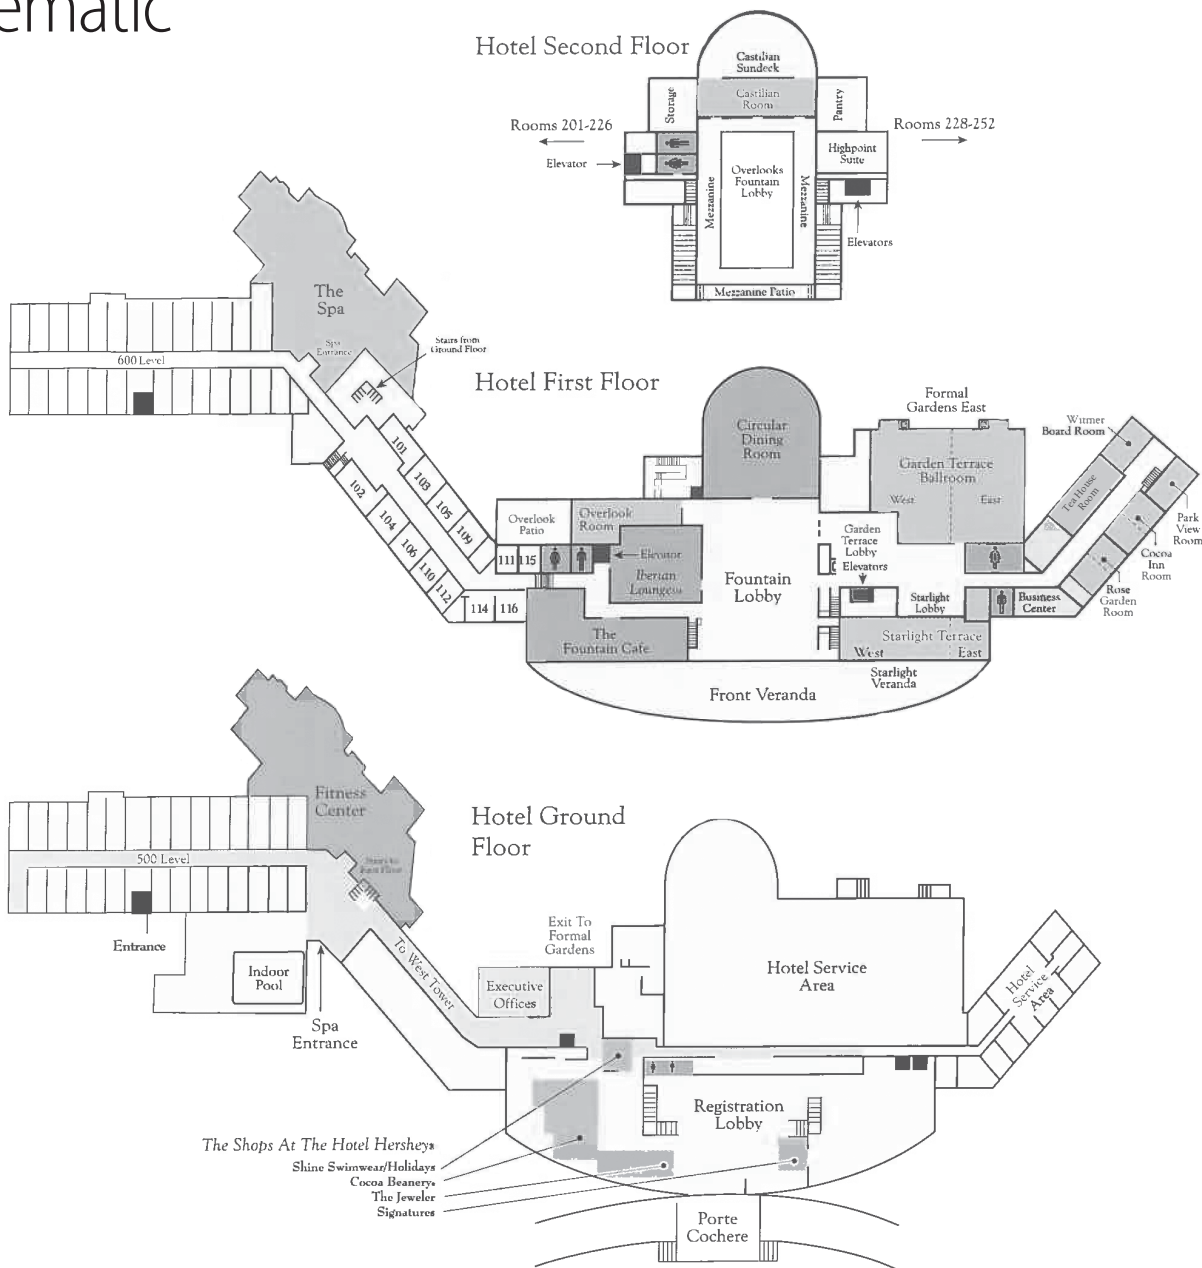 ematic
Hotel Second Floor
Castilian
Sundeck
Castilian
Room
Storage
Pantry
Rooms 201-226
Rooms 228-252
Elevator
Highpoint
Suite
Overlooks
Fountain
Lobby
Mezzanine
Mezzanine
Elevators
Mezzanine Patio
The
Spa
Spa
Entrance
Stairs from
Ground Floor
600 Level
Hotel First Floor
Formal
Gardens East
Circular
Dining
Room
Witmer
Board Room
Garden Terrace
Ballroom
West
East
Tea House
Room
Park
View
Room
Cocoa
Inn
Room
Rose
Garden
Room
101
103
105
109
102
104
106
110
112
111
115
114
116
Overlook
Patio
Overlook
Room
Elevator
Iberian
Lounge
Fountain
Lobby
Garden
Terrace
Lobby
Elevators
Starlight
Lobby
Business
Center
The
Fountain Cafe
Starlight Terrace
West
East
Starlight
Veranda
Front Veranda
Fitness
Center
Stairs to
First Floor
Hotel Ground
Floor
500 Level
Entrance
Indoor
Pool
Spa
Entrance
To West Tower
Exit To
Formal
Gardens
Executive
Offices
Hotel Service
Area
Hotel
Service
Area
Registration
Lobby
The Shops At The Hotel Hershey®
Shine Swimwear/Holidays
Cocoa Beanery®
The Jeweler
Signatures
Porte
Cochere